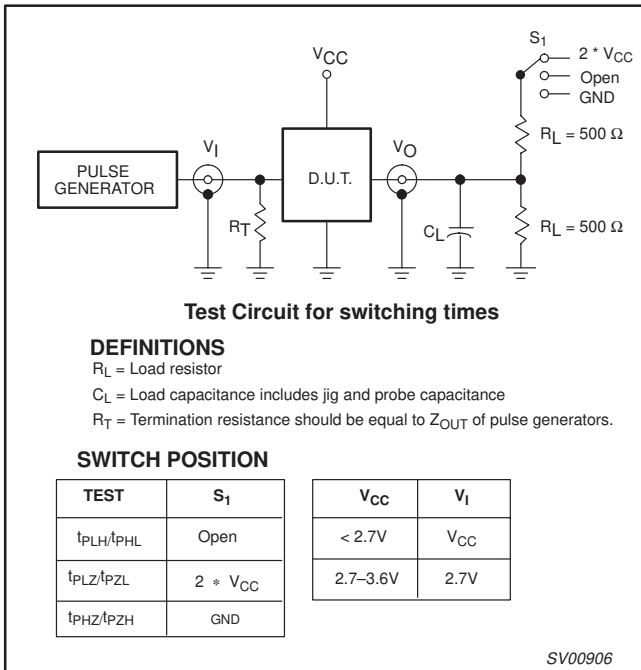 S1
2 * VCC
Open
GND
VCC
RL = 500 Ω
VI
VO
PULSE
GENERATOR
D.U.T.
RT
CL
RL = 500 Ω
Test Circuit for switching times
DEFINITIONS
RL = Load resistor
CL = Load capacitance includes jig and probe capacitance
RT = Termination resistance should be equal to ZOUT of pulse generators.
SWITCH POSITION
TEST S1
tPLH/tPHL Open
tPLZ/tPZL 2 * VCC
tPHZ/tPZH GND
VCC VI
< 2.7V VCC
2.7–3.6V 2.7V
SV00906